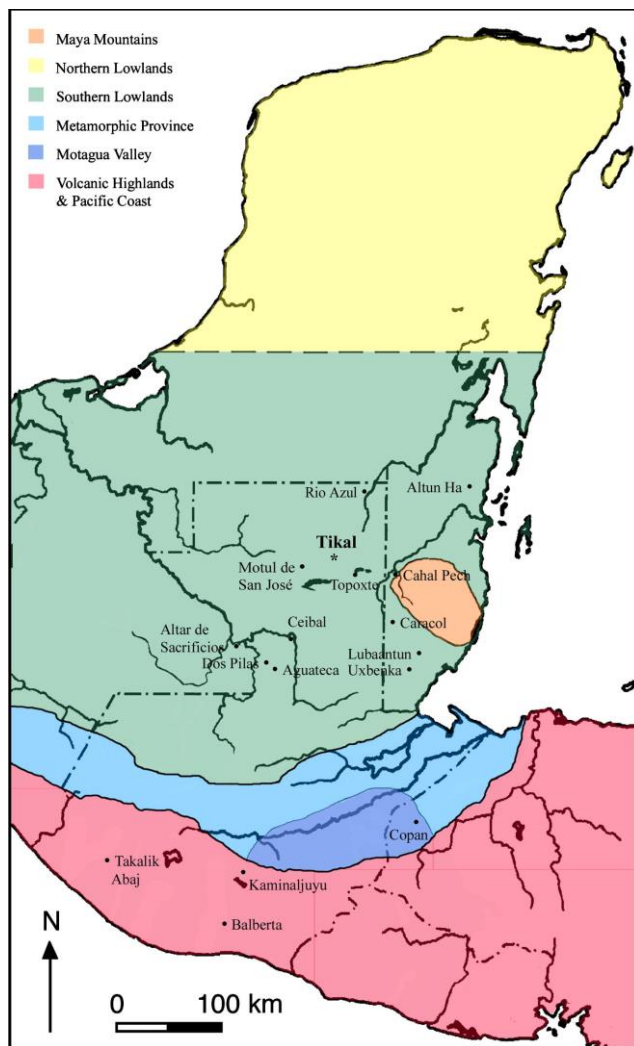 Maya Mountains
Northern Lowlands
Southern Lowlands
Metamorphic Province
Motagua Valley
Volcanic Highlands
& Pacific Coast
Rio Azul
Altun Ha
Tikal
*
Motul de
San José
Topoxte
Cahal Pech
Caracol
Ceibal
Altar de
Sacrificios
Dos Pilas
Aguateca
Lubaantun
Uxbenka
Copan
Takalik
Abaj
Kaminaljuyu
Balberta
N
0 100 km